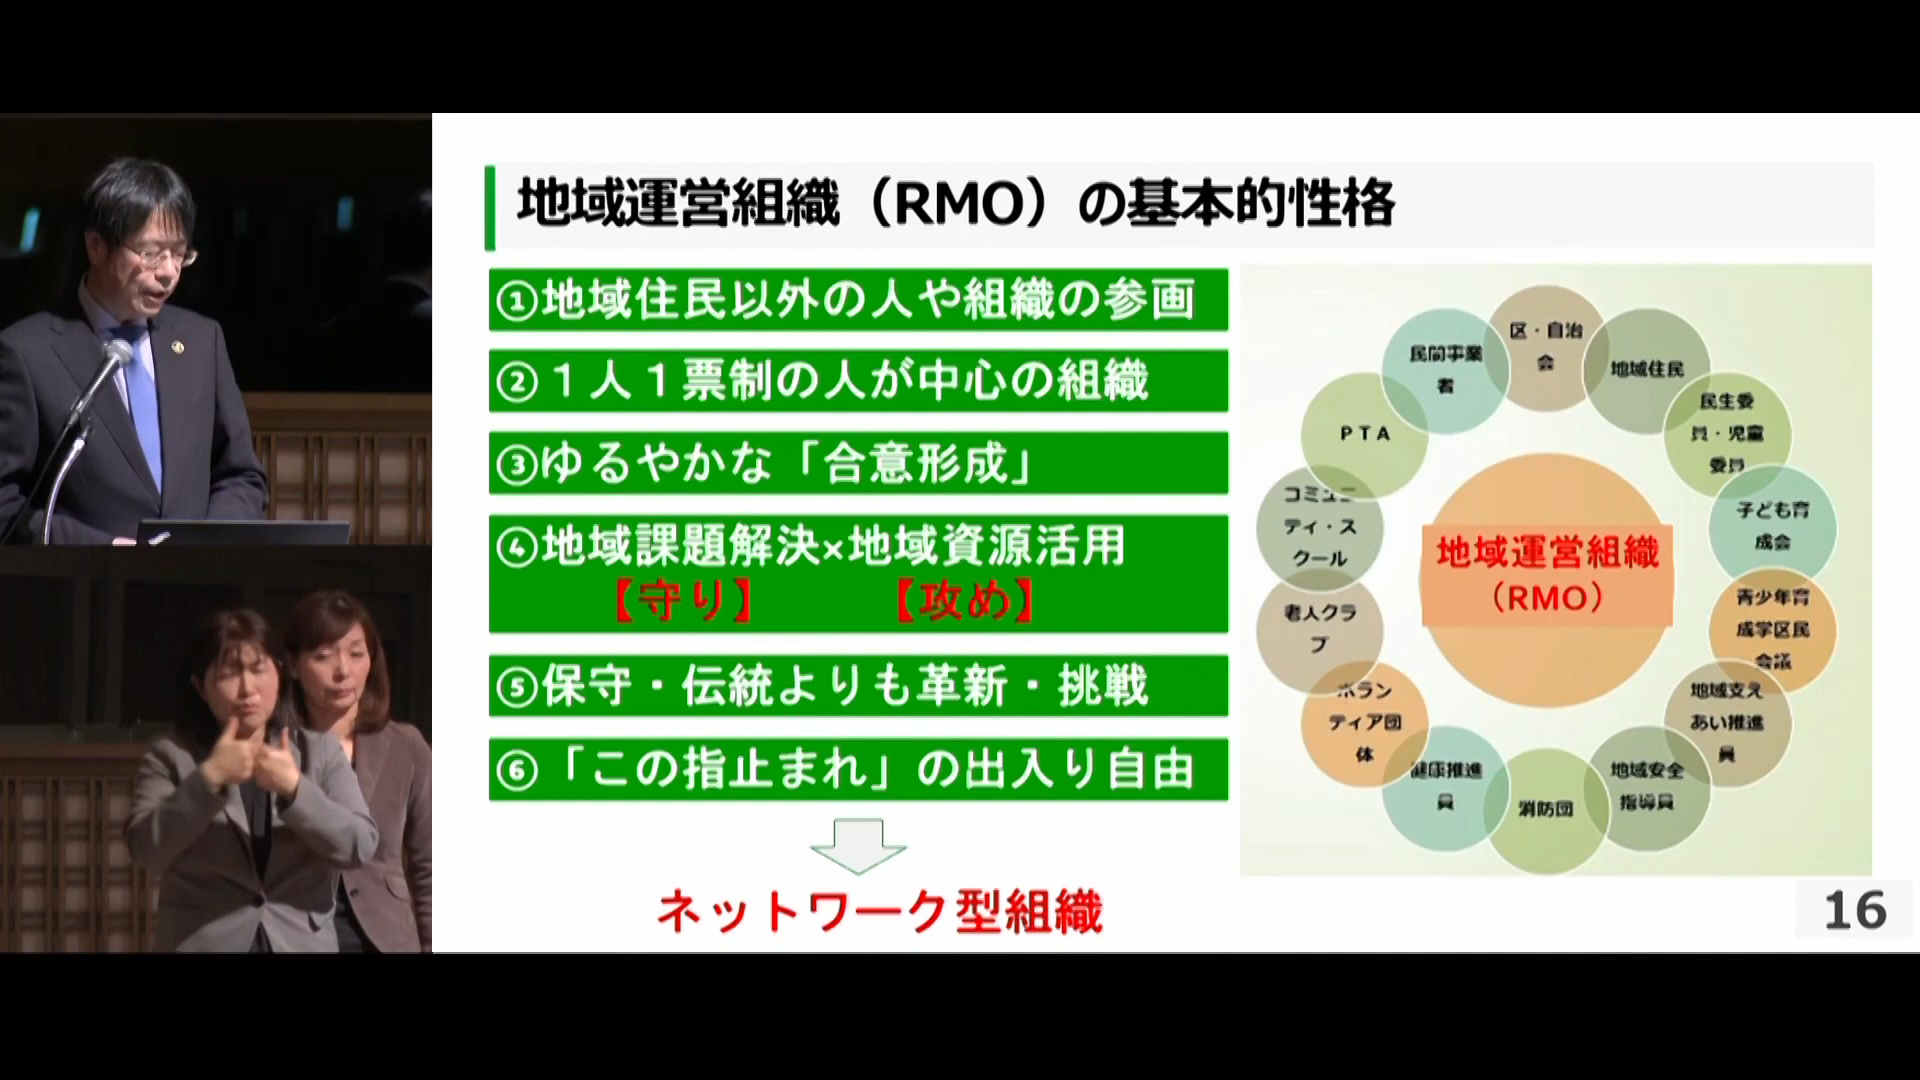 地域運営組織（RMO）の基本的性格
①地域住民以外の人や組織の参画
②１人１票制の人が中心の組織
③ゆるやかな「合意形成」
④地域課題解決×地域資源活用
【守り】 【攻め】
⑤保守・伝統よりも革新・挑戦
⑥「この指止まれ」の出入り自由
ネットワーク型組織
区・自治
会
地域住民
民生委
員・児童
委員
子ども育
成会
青少年育
成学区民
会議
地域支え
あい推進
員
地域安全
指導員
消防団
健康推進
員
ボラン
ティア団
体
老人クラ
ブ
コミュニ
ティ・ス
クール
ＰＴＡ
民間事業
者
地域運営組織
（RMO）
16